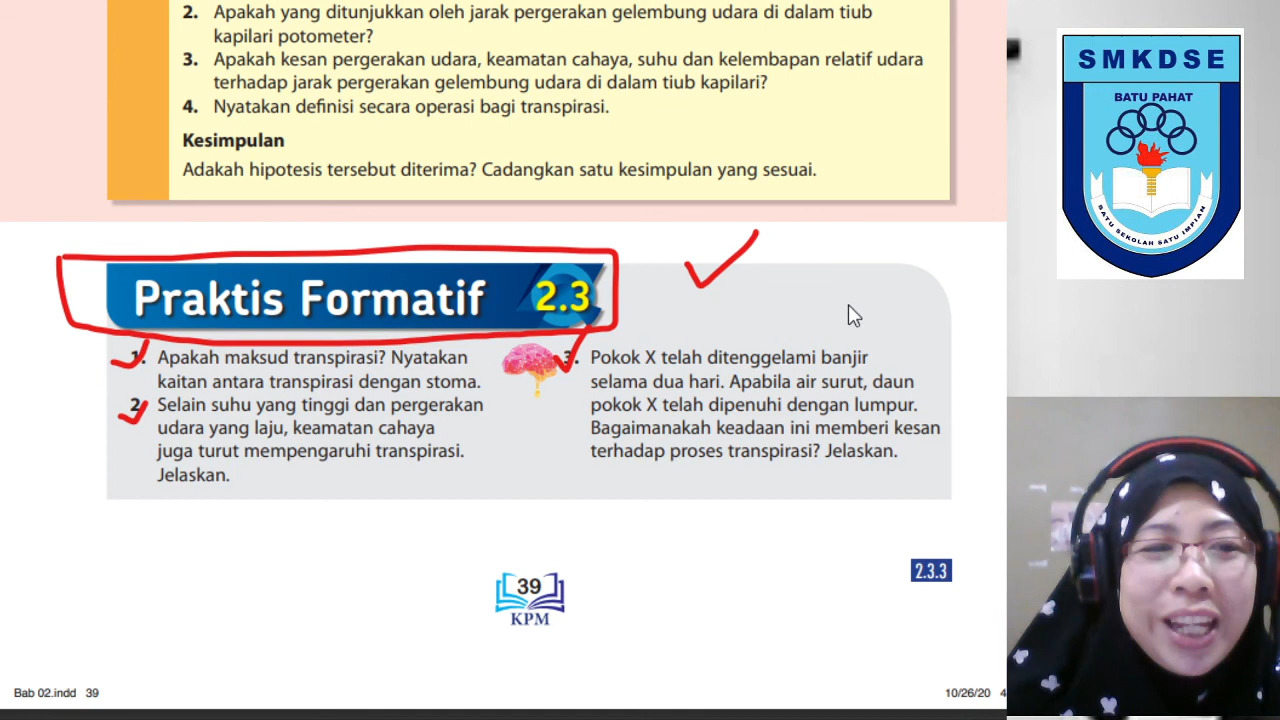 2. Apakah yang ditunjukkan oleh jarak pergerakan gelembung udara di dalam tiub
kapilari potometer?
3. Apakah kesan pergerakan udara, keamatan cahaya, suhu dan kelembapan relatif udara
terhadap jarak pergerakan gelembung udara di dalam tiub kapilari?
4. Nyatakan definisi secara operasi bagi transpirasi.
Kesimpulan
Adakah hipotesis tersebut diterima? Cadangkan satu kesimpulan yang sesuai.
Praktis Formatif 2.3
1. Apakah maksud transpirasi? Nyatakan
kaitan antara transpirasi dengan stoma.
2. Selain suhu yang tinggi dan pergerakan
udara yang laju, keamatan cahaya
juga turut mempengaruhi transpirasi.
Jelaskan.
3. Pokok X telah ditenggelami banjir
selama dua hari. Apabila air surut, daun
pokok X telah dipenuhi dengan lumpur.
Bagaimanakah keadaan ini memberi kesan
terhadap proses transpirasi? Jelaskan.
2.3.3
39
KPM
Bab 02.indd 39
10/26/20 4
SMKDSE
BATU PAHAT
SATU SEKOLAH SATU IMPIAN